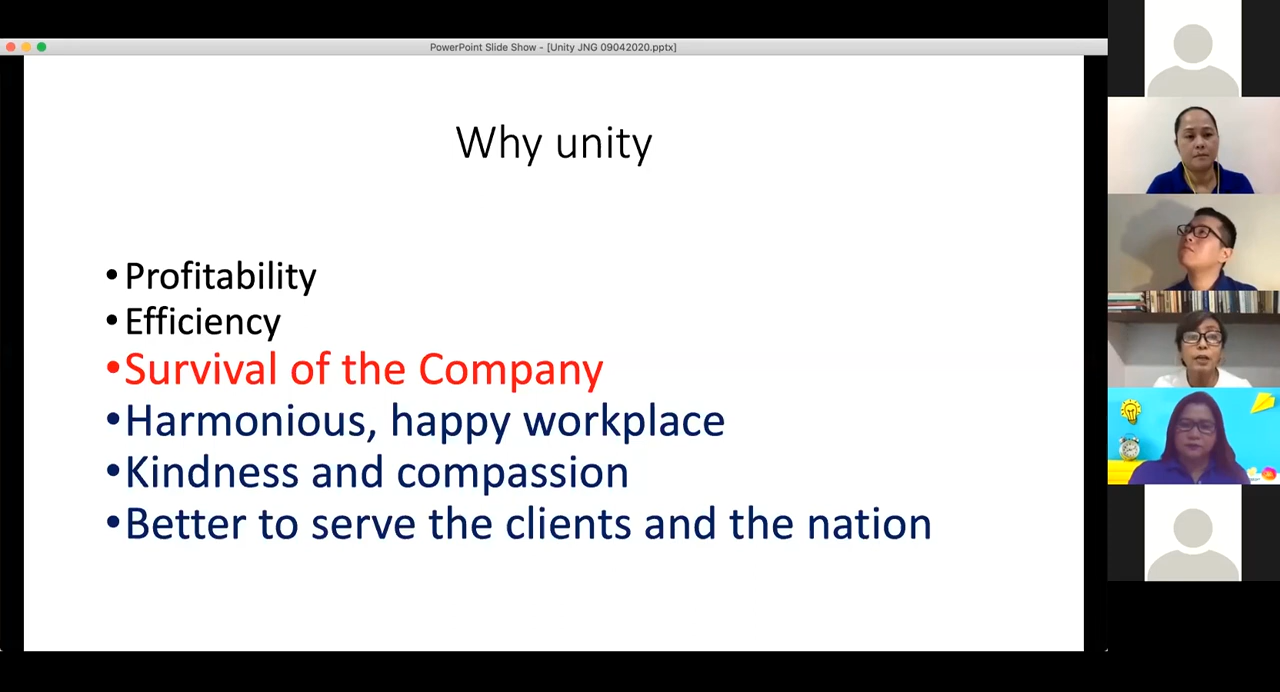 PowerPoint Slide Show - [Unity JNG 09042020.pptx]
Why unity
•Profitability
•Efficiency
•Survival of the Company
•Harmonious, happy workplace
•Kindness and compassion
•Better to serve the clients and the nation